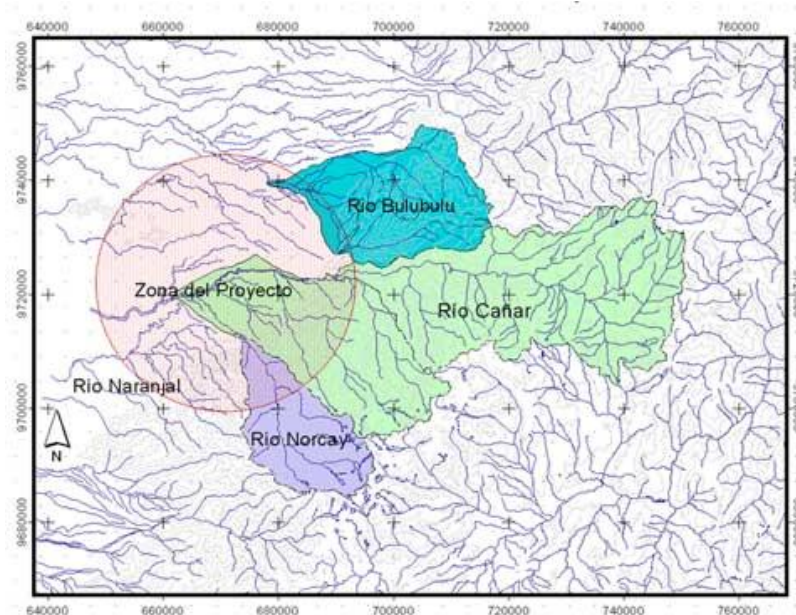 640000 660000 680000 700000 720000 740000 760000
9760000
9740000
9720000
9700000
9680000
Río Bulubulu
Zona del Proyecto
Río Cañar
Río Naranjal
Río Norcay
N
640000 660000 680000 700000 720000 740000 760000